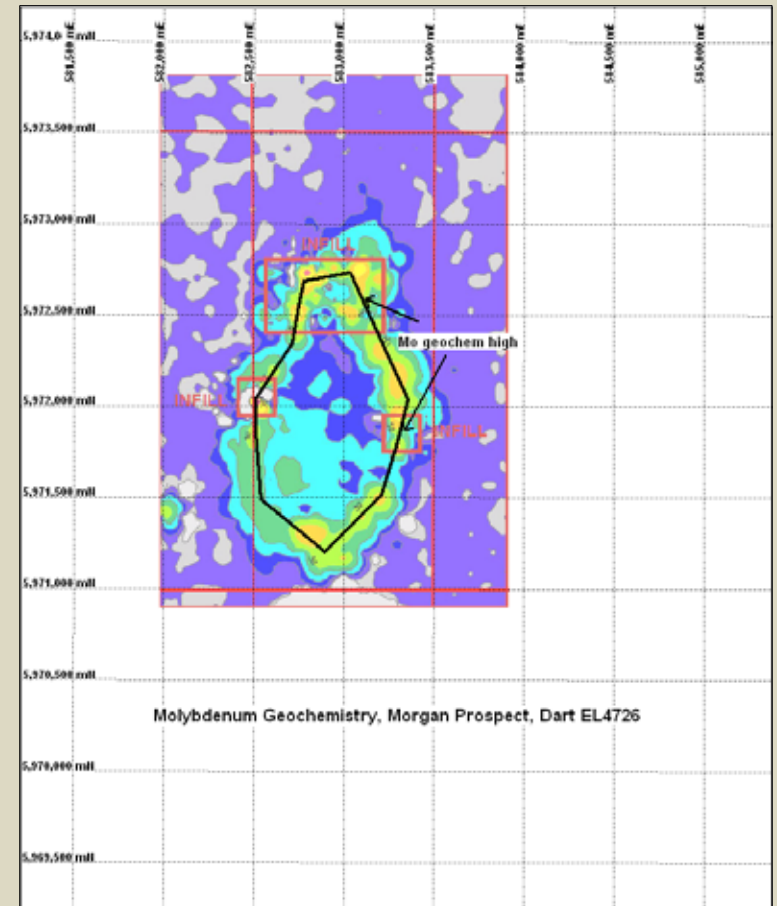 581,500 mE
582,000 mE
582,500 mE
583,000 mE
583,500 mE
584,000 mE
584,500 mE
585,000 mE
5,974,0
5,973,500 mN
5,973,000 mN
INFILL
5,972,500 mN
Mo geochem high
5,972,000 mN
INFILL
INFILL
5,971,500 mN
5,971,000 mN
5,970,500 mN
Molybdenum Geochemistry, Morgan Prospect, Dart EL4726
5,970,000 mN
5,969,500 mN